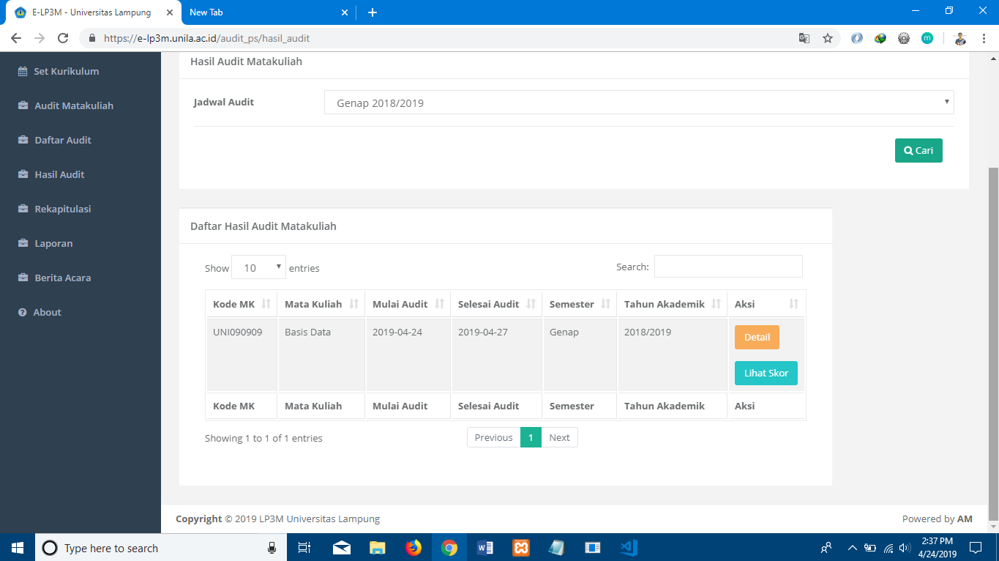 E-LP3M - Universitas Lampung
New Tab
https://e-lp3m.unila.ac.id/audit_ps/hasil_audit
m
Set Kurikulum
Audit Matakuliah
Daftar Audit
Hasil Audit
Rekapitulasi
Laporan
Berita Acara
About
Hasil Audit Matakuliah
Jadwal Audit Genap 2018/2019
Cari
Daftar Hasil Audit Matakuliah
Show 10 entries Search:
Kode MK Mata Kuliah Mulai Audit Selesai Audit Semester Tahun Akademik Aksi
UNI090909 Basis Data 2019-04-24 2019-04-27 Genap 2018/2019 Detail
Lihat Skor
Kode MK Mata Kuliah Mulai Audit Selesai Audit Semester Tahun Akademik Aksi
Showing 1 to 1 of 1 entries Previous 1 Next
Copyright © 2019 LP3M Universitas Lampung Powered by AM
Type here to search
2:37 PM
4/24/2019